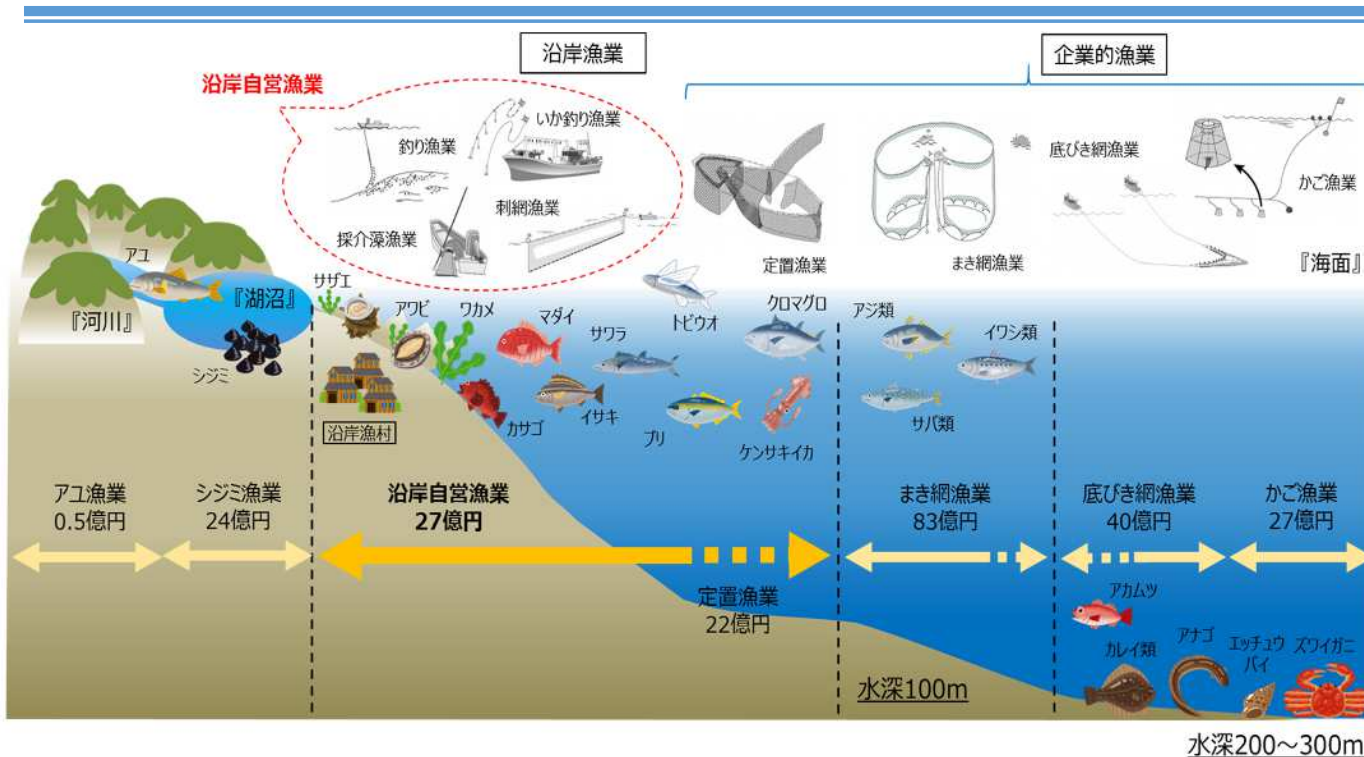 沿岸漁業
企業的漁業
沿岸自営漁業
いか釣り漁業
釣り漁業
刺網漁業
採介藻漁業
底びき網漁業
かご漁業
定置漁業
まき網漁業
『海面』
アユ
『湖沼』
『河川』
シジミ
サザエ
アワビ
ワカメ
マダイ
サワラ
トビウオ
クロマグロ
アジ類
イワシ類
カサゴ
イサキ
ブリ
ケンサキイカ
サバ類
沿岸漁村
アユ漁業
0.5億円
シジミ漁業
24億円
沿岸自営漁業
27億円
まき網漁業
83億円
底びき網漁業
40億円
かご漁業
27億円
定置漁業
22億円
アカムツ
カレイ類
アナゴ
エッチュウ
バイ
ズワイガニ
水深100m
水深200～300m